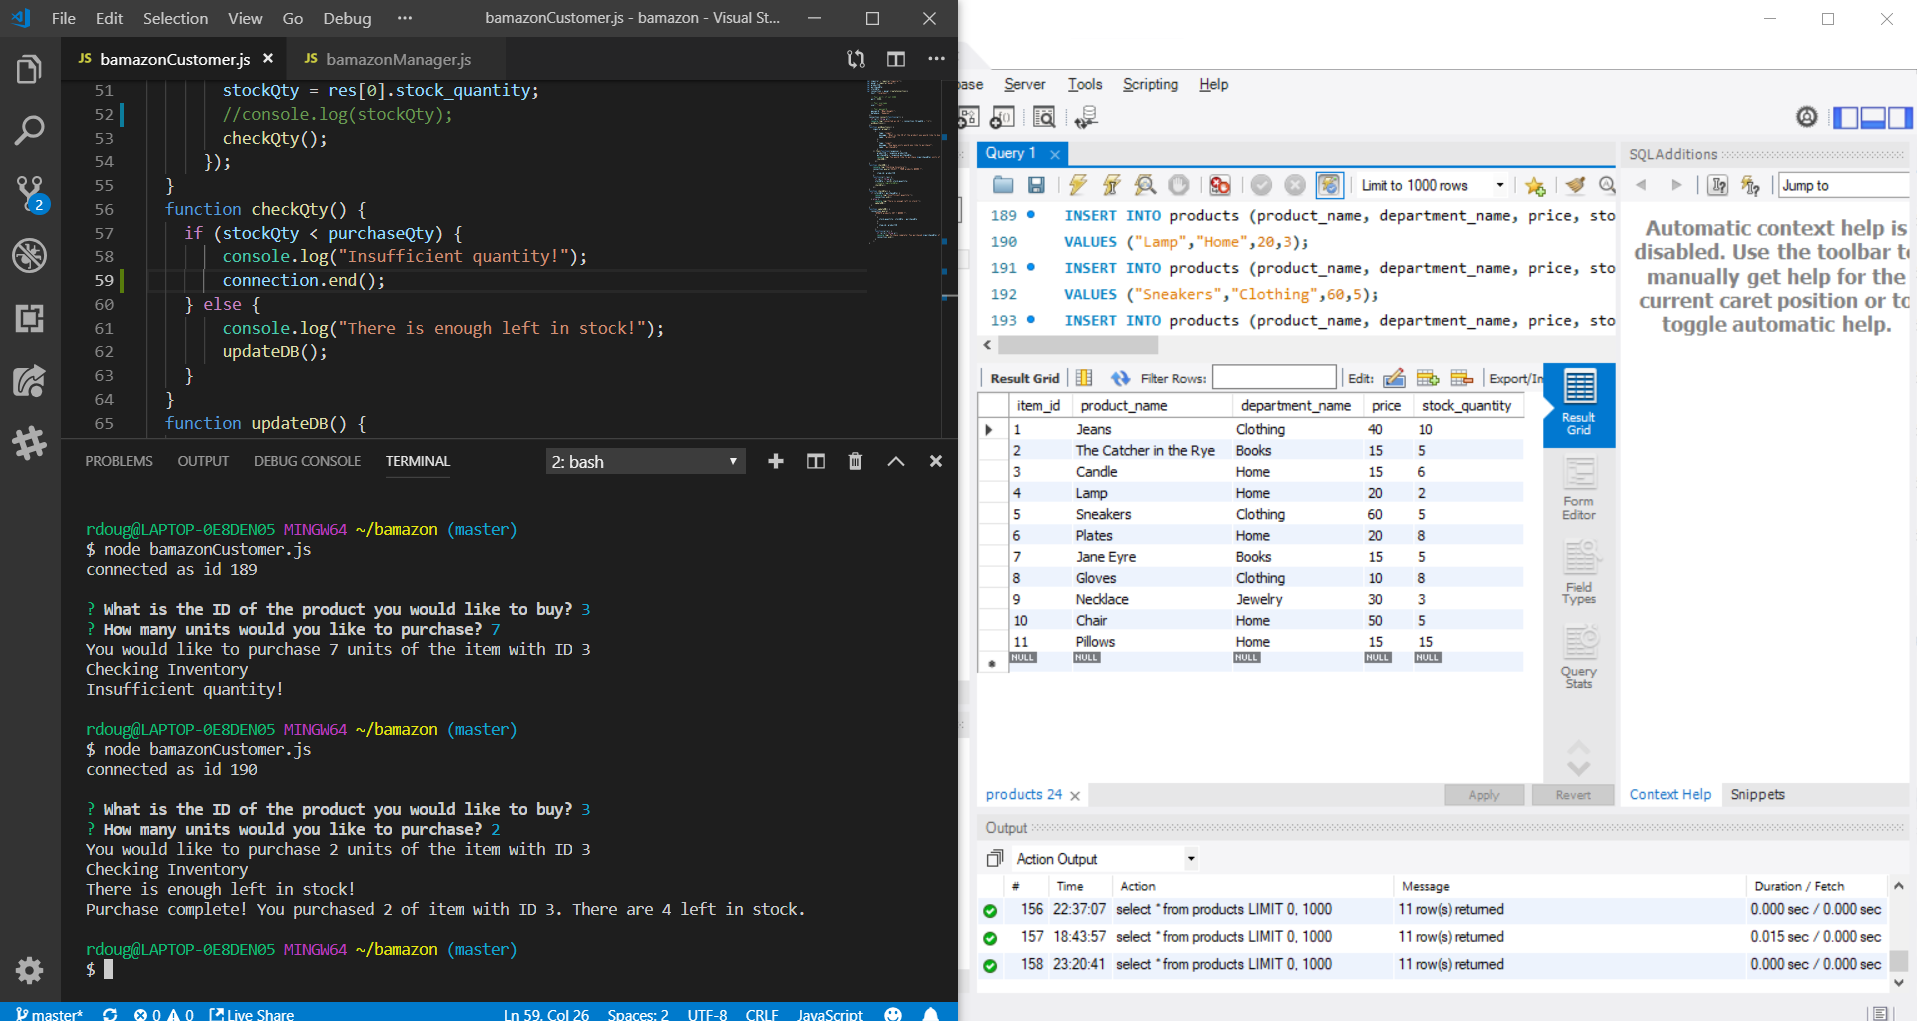 File Edit Selection View Go Debug ··· bamazonCustomer.js - bamazon - Visual St...
JS bamazonCustomer.js × JS bamazonManager.js
51 stockQty = res[0].stock_quantity;
52 //console.log(stockQty);
53 checkQty();
54 });
55 }
56 function checkQty() {
57 if (stockQty < purchaseQty) {
58 console.log("Insufficient quantity!");
59 connection.end();
60 } else {
61 console.log("There is enough left in stock!");
62 updateDB();
63 }
64 }
65 function updateDB() {
2
PROBLEMS OUTPUT DEBUG CONSOLE TERMINAL 2: bash
rdoug@LAPTOP-0E8DEN05 MINGW64 ~/bamazon (master)
$ node bamazonCustomer.js
connected as id 189
? What is the ID of the product you would like to buy? 3
? How many units would you like to purchase? 7
You would like to purchase 7 units of the item with ID 3
Checking Inventory
Insufficient quantity!
rdoug@LAPTOP-0E8DEN05 MINGW64 ~/bamazon (master)
$ node bamazonCustomer.js
connected as id 190
? What is the ID of the product you would like to buy? 3
? How many units would you like to purchase? 2
You would like to purchase 2 units of the item with ID 3
Checking Inventory
There is enough left in stock!
Purchase complete! You purchased 2 of item with ID 3. There are 4 left in stock.
rdoug@LAPTOP-0E8DEN05 MINGW64 ~/bamazon (master)
$
master* 0 0 Live Share Ln 59, Col 26 Spaces: 2 UTF-8 CRLF JavaScript
ase Server Tools Scripting Help
Query 1 ×
Limit to 1000 rows
189 INSERT INTO products (product_name, department_name, price, sto
190 VALUES ("Lamp","Home",20,3);
191 INSERT INTO products (product_name, department_name, price, sto
192 VALUES ("Sneakers","Clothing",60,5);
193 INSERT INTO products (product_name, department_name, price, sto
Result Grid Filter Rows: Edit: Export/Im
item_id product_name department_name price stock_quantity
1 Jeans Clothing 40 10
2 The Catcher in the Rye Books 15 5
3 Candle Home 15 6
4 Lamp Home 20 2
5 Sneakers Clothing 60 5
6 Plates Home 20 8
7 Jane Eyre Books 15 5
8 Gloves Clothing 10 8
9 Necklace Jewelry 30 3
10 Chair Home 50 5
11 Pillows Home 15 15
NULL NULL NULL NULL NULL
Result
Grid
Form
Editor
Field
Types
Query
Stats
products 24 × Apply Revert
SQLAdditions
Jump to
Automatic context help is
disabled. Use the toolbar to
manually get help for the
current caret position or to
toggle automatic help.
Context Help Snippets
Output
Action Output
# Time Action Message Duration / Fetch
156 22:37:07 select * from products LIMIT 0, 1000 11 row(s) returned 0.000 sec / 0.000 sec
157 18:43:57 select * from products LIMIT 0, 1000 11 row(s) returned 0.015 sec / 0.000 sec
158 23:20:41 select * from products LIMIT 0, 1000 11 row(s) returned 0.000 sec / 0.000 sec